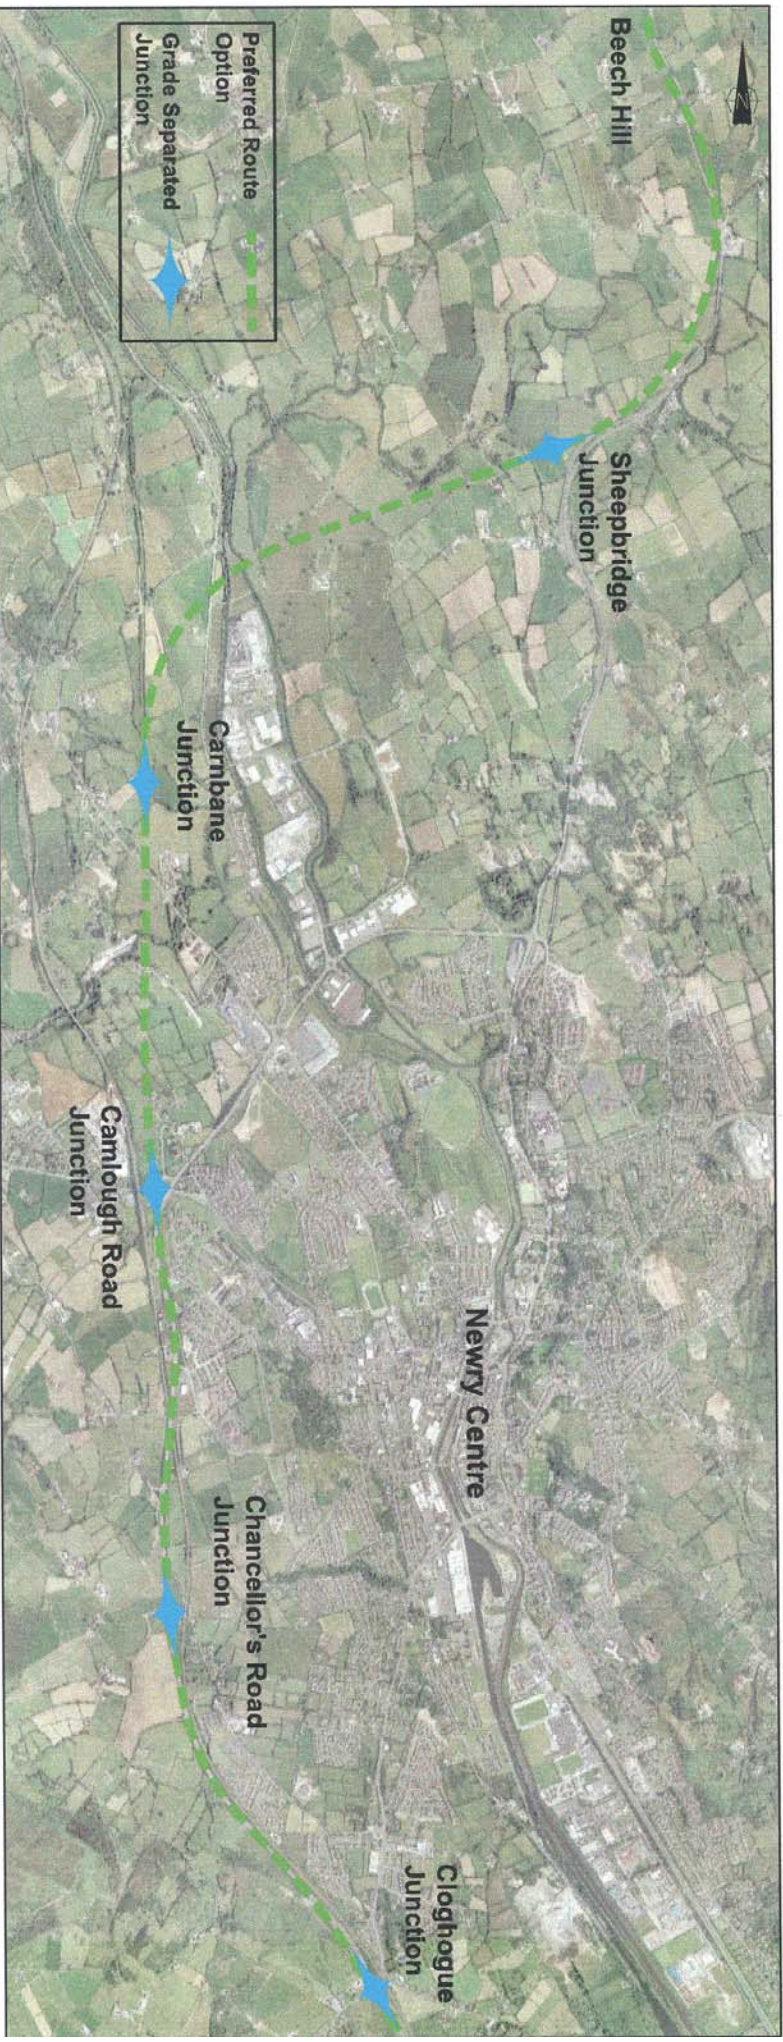 Beech Hill
Preferred Route
Option
Grade Separated
Junction
N
Sheepbridge
Junction
Carnbane
Junction
Camlough Road
Junction
Newry Centre
Chancellor's Road
Junction
Cloghogue
Junction